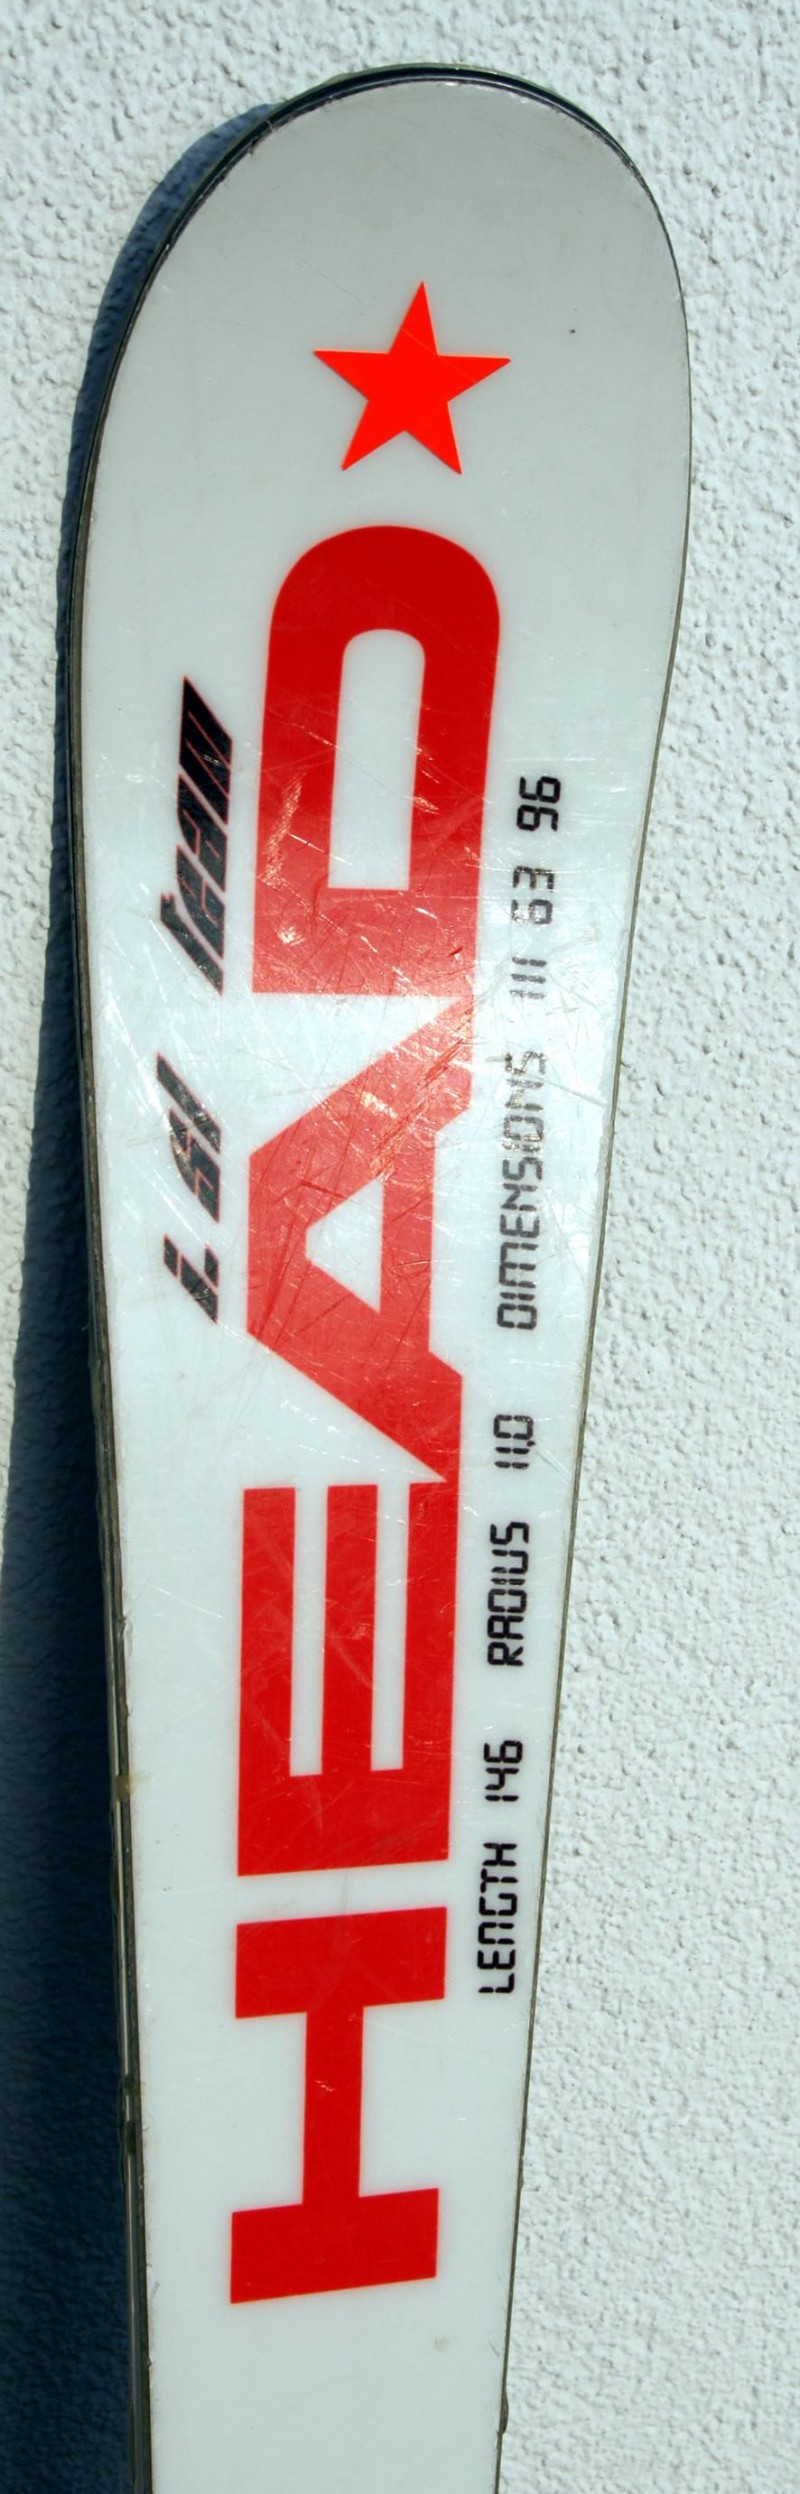 i. SL Team
HEAD
LENGTH 146 RADIUS 11,0 DIMENSIONS 111 63 96